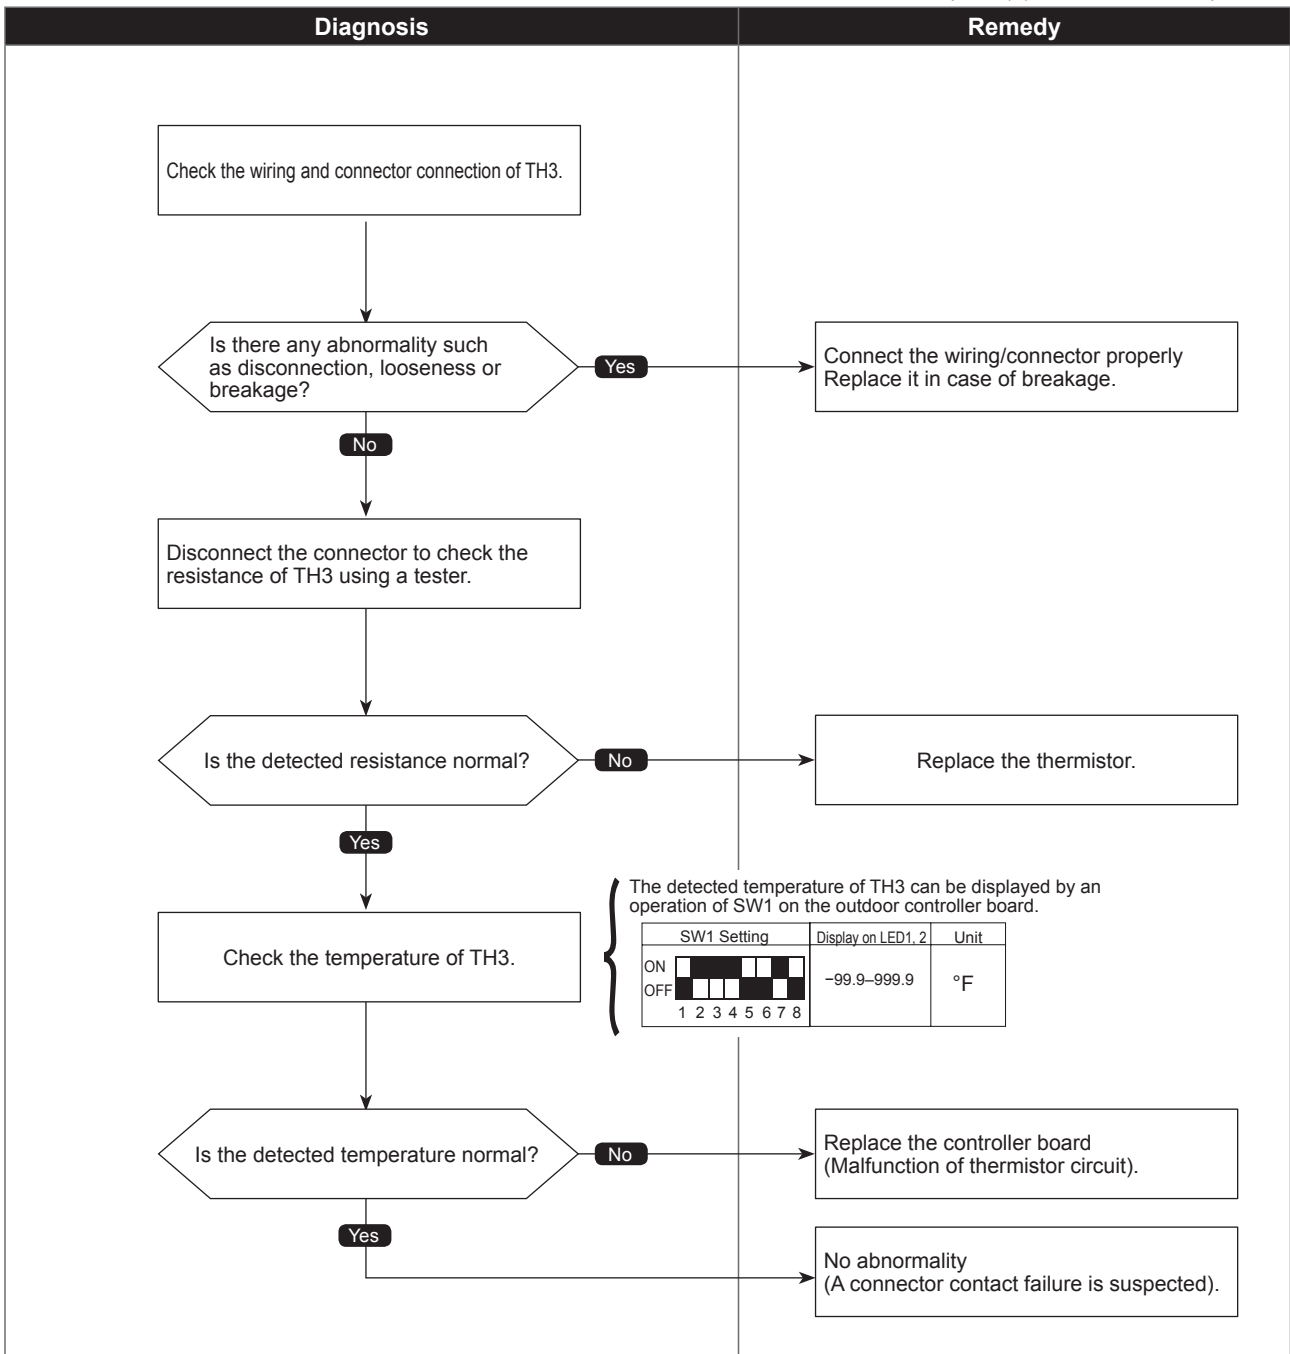 Diagnosis
Remedy
Check the wiring and connector connection of TH3.
Is there any abnormality such
as disconnection, looseness or
breakage?
Yes
Connect the wiring/connector properly
Replace it in case of breakage.
No
Disconnect the connector to check the
resistance of TH3 using a tester.
Is the detected resistance normal?
No
Replace the thermistor.
Yes
The detected temperature of TH3 can be displayed by an
operation of SW1 on the outdoor controller board.
Check the temperature of TH3.
SW1 Setting
Display on LED1, 2
Unit
ON
OFF
1 2 3 4 5 6 7 8
−99.9–999.9
°F
Is the detected temperature normal?
No
Replace the controller board
(Malfunction of thermistor circuit).
Yes
No abnormality
(A connector contact failure is suspected).